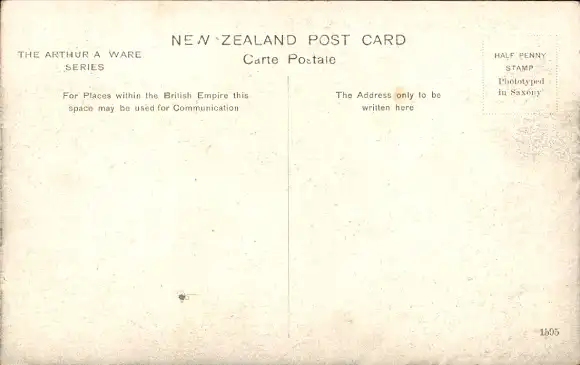 NEW ZEALAND POST CARD
Carte Postale
THE ARTHUR A WARE
SERIES
HALF PENNY
STAMP
Phototyped
in Saxony
For Places within the British Empire this
space may be used for Communication
The Address only to be
written here
1595